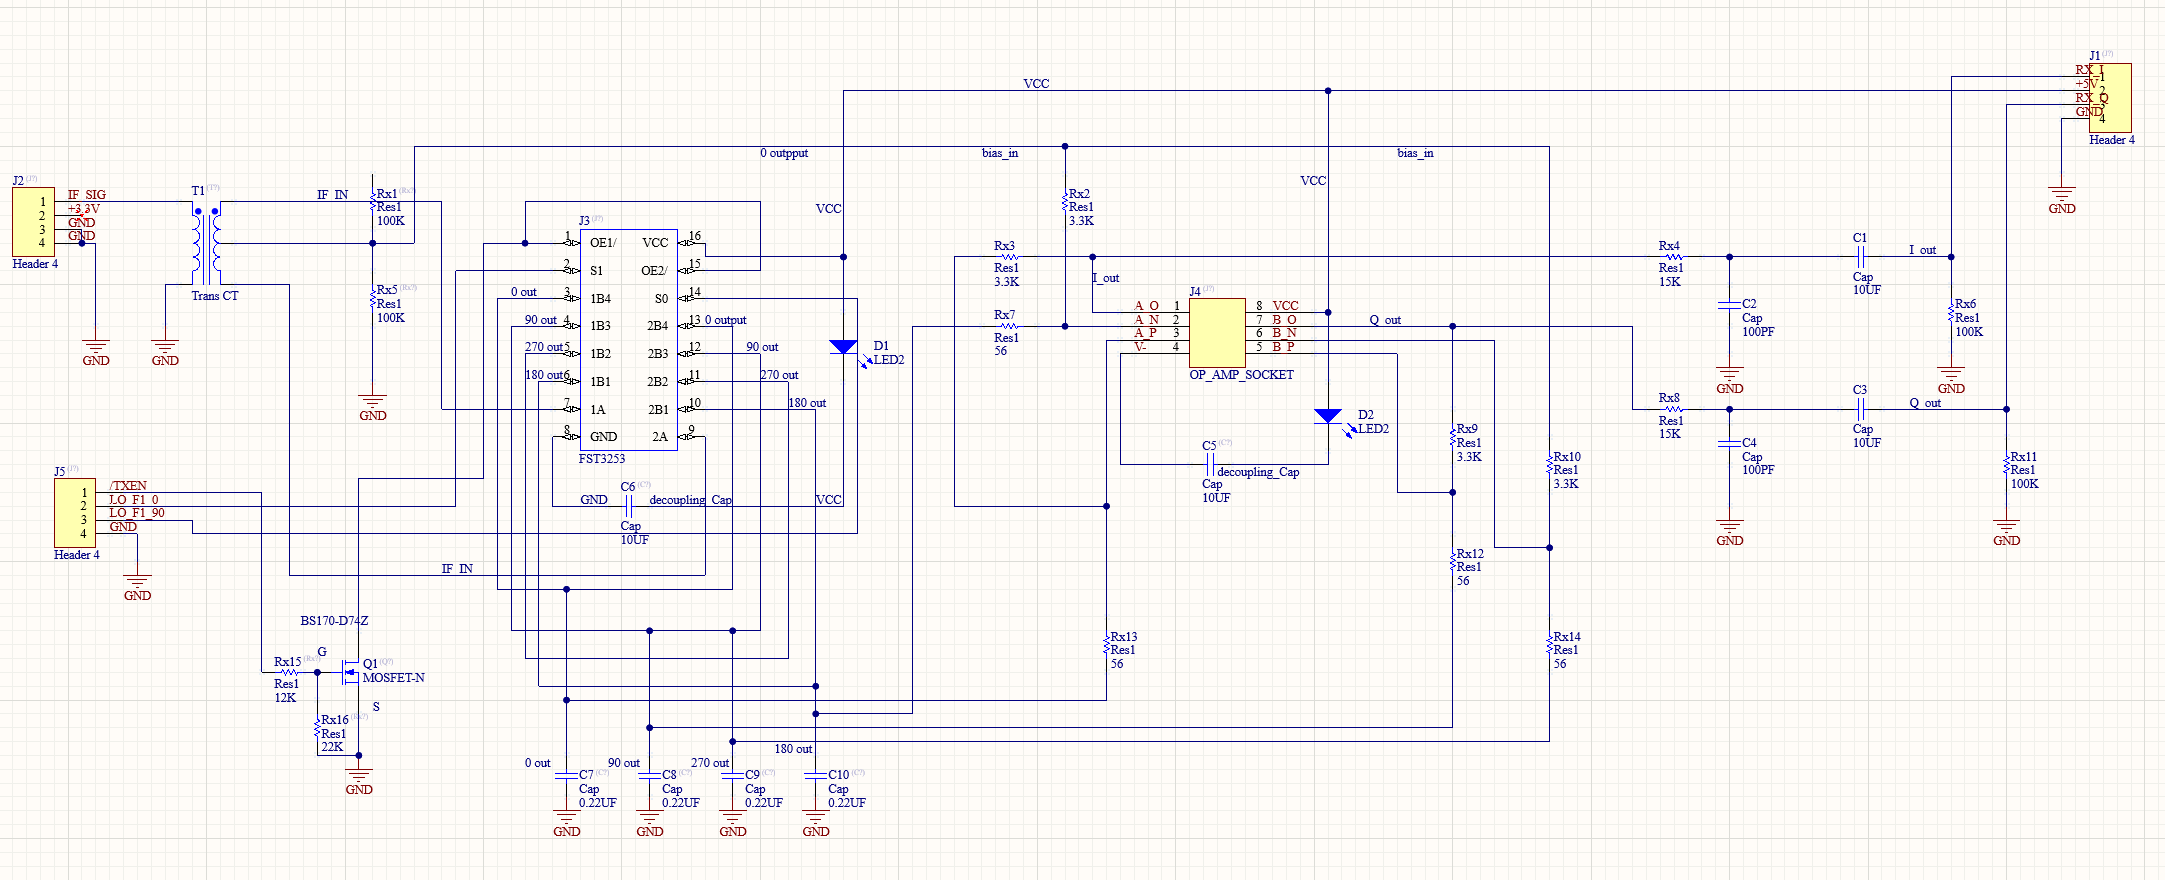 J1 (J?)
RX_I
1
+5V
2
RX_Q
3
GND
4
Header 4
GND
VCC
0 outpput
bias_in
bias_in
VCC
VCC
J2 (J?)
IF_SIG
1
+3.3V
2
GND
3
GND
4
Header 4
GND
T1 (T?)
Trans CT
GND
IF_IN
Rx1 (Rx?)
Res1
100K
Rx5 (Rx?)
Res1
100K
GND
J3 (J?)
1 OE1/ VCC 16
2 S1 OE2/ 15
0 out 3 1B4 S0 14
90 out 4 1B3 2B4 13 0 output
270 out 5 1B2 2B3 12 90 out
180 out 6 1B1 2B2 11 270 out
7 1A 2B1 10 180 out
8 GND 2A 9
FST3253
D1
LED2
GND
C6 (C?)
decoupling_Cap
Cap
10UF
VCC
Rx2
Res1
3.3K
Rx3
Res1
3.3K
I_out
Rx7
Res1
56
J4 (J?)
A_O 1 8 VCC
A_N 2 7 B_O
A_P 3 6 B_N
V- 4 5 B_P
OP_AMP_SOCKET
Q_out
D2
LED2
C5 (C?)
decoupling_Cap
Cap
10UF
Rx9
Res1
3.3K
Rx10
Res1
3.3K
Rx12
Res1
56
Rx13
Res1
56
Rx14
Res1
56
Rx4
Res1
15K
C1
Cap
10UF
I_out
C2
Cap
100PF
GND
Rx6
Res1
100K
GND
Rx8
Res1
15K
C3
Cap
10UF
Q_out
C4
Cap
100PF
GND
Rx11
Res1
100K
GND
J5 (J?)
/TXEN
1
LO_F1_0
2
LO_F1_90
3
GND
4
Header 4
GND
IF_IN
BS170-D74Z
G
Rx15 (Rx?)
Res1
12K
Q1 (Q?)
MOSFET-N
S
Rx16 (Rx?)
Res1
22K
GND
0 out
C7 (C?)
Cap
0.22UF
GND
90 out
C8 (C?)
Cap
0.22UF
GND
270 out
C9 (C?)
Cap
0.22UF
GND
180 out
C10 (C?)
Cap
0.22UF
GND